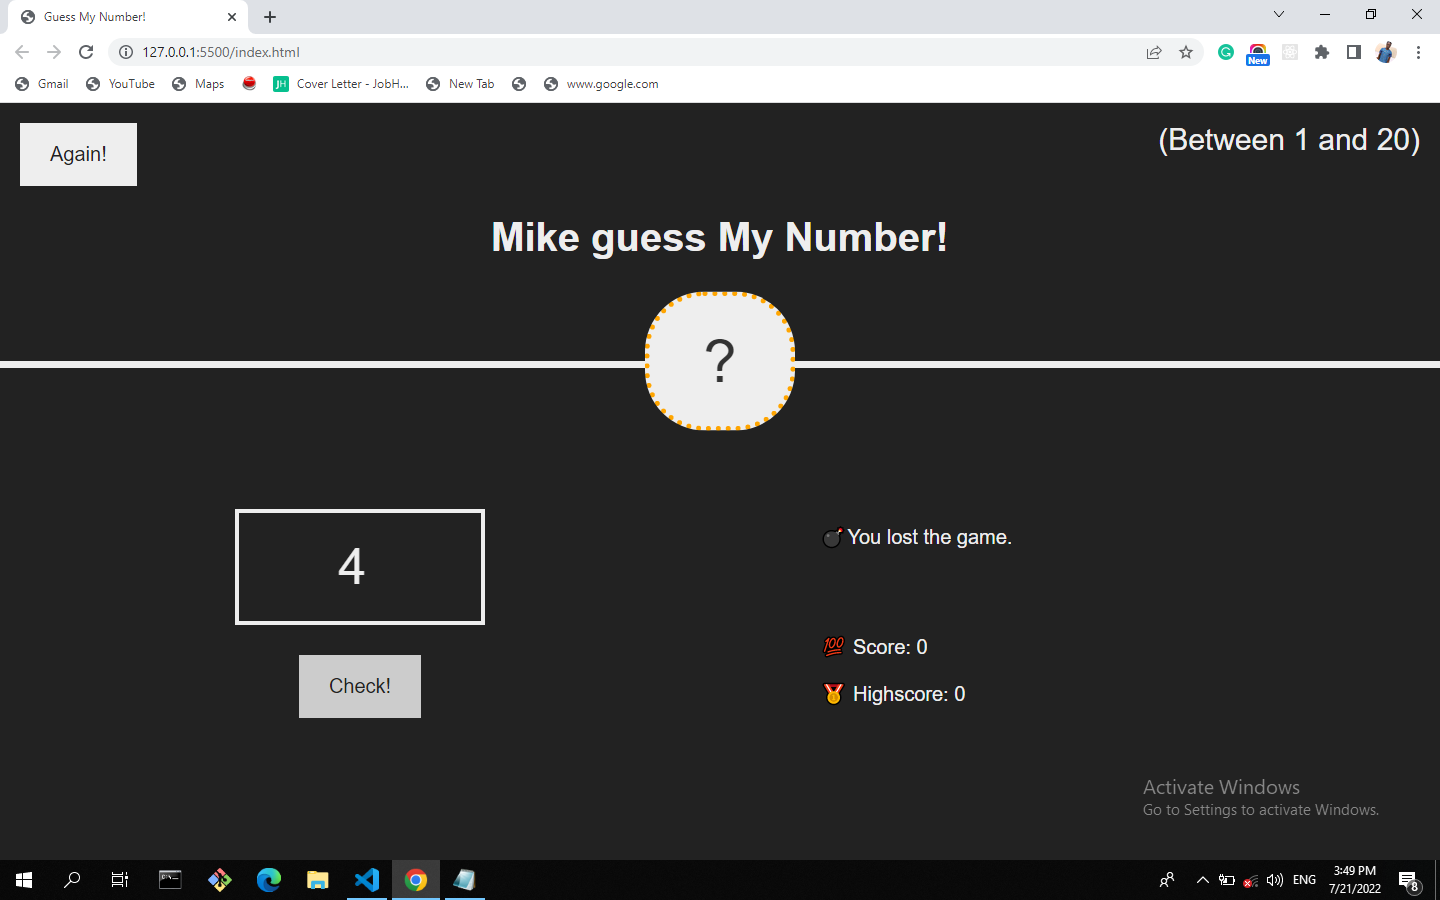 Guess My Number!
127.0.0.1:5500/index.html
New
Gmail
YouTube
Maps
JH
Cover Letter - JobH...
New Tab
www.google.com
Again!
(Between 1 and 20)
Mike guess My Number!
?
4
💣You lost the game.
💯 Score: 0
Check!
🥇 Highscore: 0
Activate Windows
Go to Settings to activate Windows.
ENG
3:49 PM
7/21/2022
8